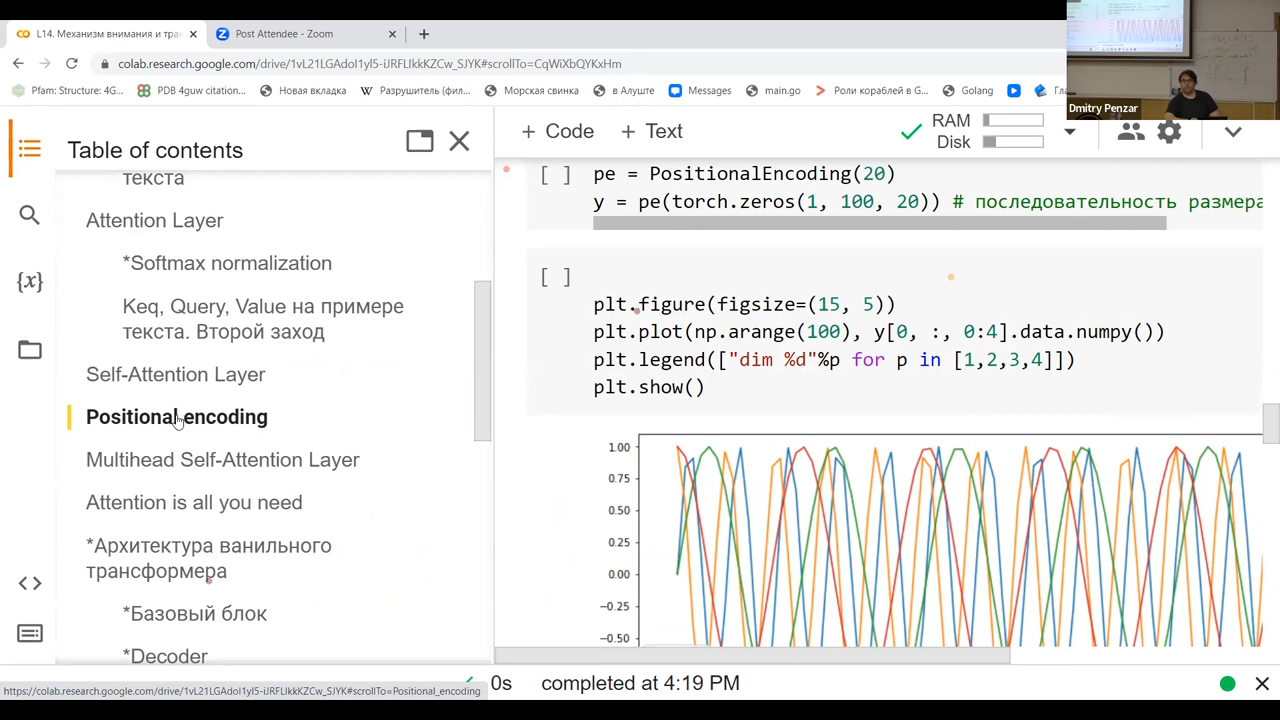 L14. Механизм внимания и тра
Post Attendee - Zoom
colab.research.google.com/drive/1vL21LGAdoI1yI5-iJRFLIkkKZCw_SJYK#scrollTo=CqWiXbQYKxHm
Pfam: Structure: 4G...
PDB 4guw citation...
Новая вкладка
Разрушитель (фил...
Морская свинка
в Алуште
Messages
main.go
Роли кораблей в G...
Golang
Dmitry Penzar
Table of contents
текста
Attention Layer
*Softmax normalization
Keq, Query, Value на примере
текста. Второй заход
Self-Attention Layer
Positional encoding
Multihead Self-Attention Layer
Attention is all you need
*Архитектура ванильного
трансформера
*Базовый блок
*Decoder
https://colab.research.google.com/drive/1vL21LGAdoI1yI5-iJRFLIkkKZCw_SJYK#scrollTo=Positional_encoding
+ Code + Text
RAM
Disk
[ ] pe = PositionalEncoding(20)
y = pe(torch.zeros(1, 100, 20)) # последовательность размера
[ ]
plt.figure(figsize=(15, 5))
plt.plot(np.arange(100), y[0, :, 0:4].data.numpy())
plt.legend(["dim %d"%p for p in [1,2,3,4]])
plt.show()
1.00
0.75
0.50
0.25
0.00
−0.25
−0.50
0s completed at 4:19 PM